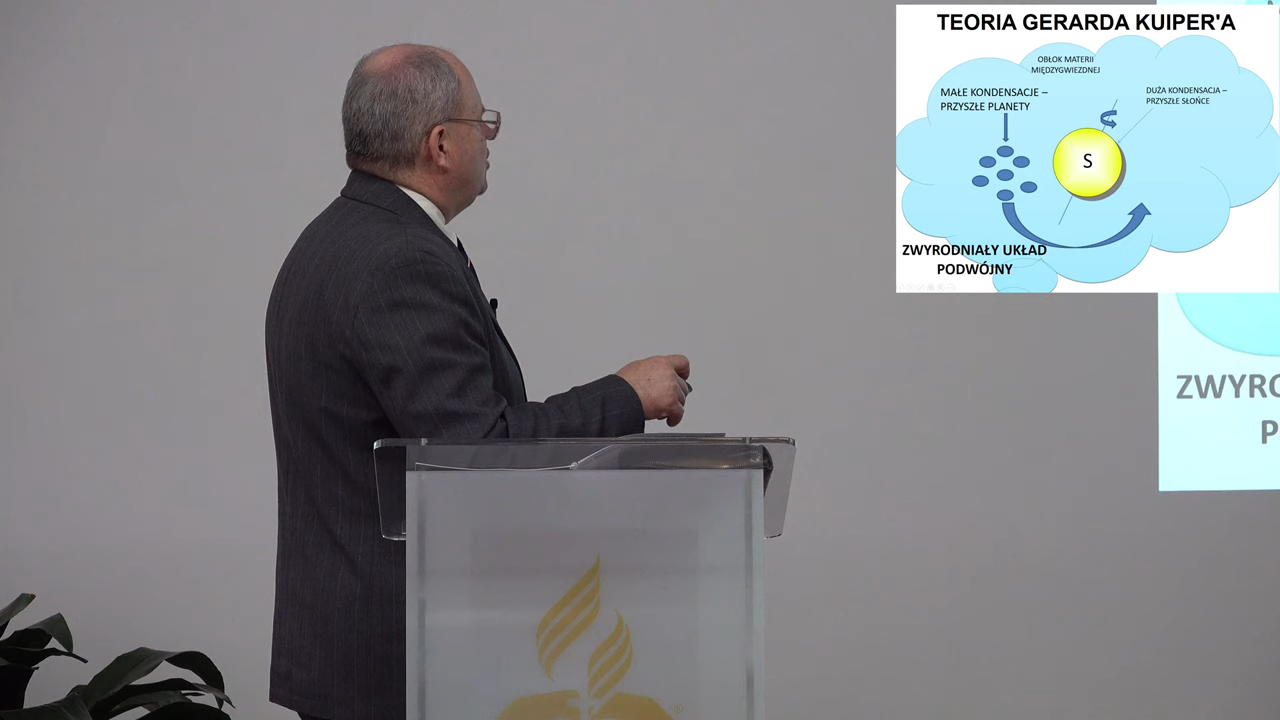 TEORIA GERARDA KUIPER'A
OBŁOK MATERII
MIĘDZYGWIEZDNEJ
MAŁE KONDENSACJE –
PRZYSZŁE PLANETY
DUŻA KONDENSACJA –
PRZYSZŁE SŁOŃCE
S
ZWYRODNIAŁY UKŁAD
PODWÓJNY
ZWYRO
P
®